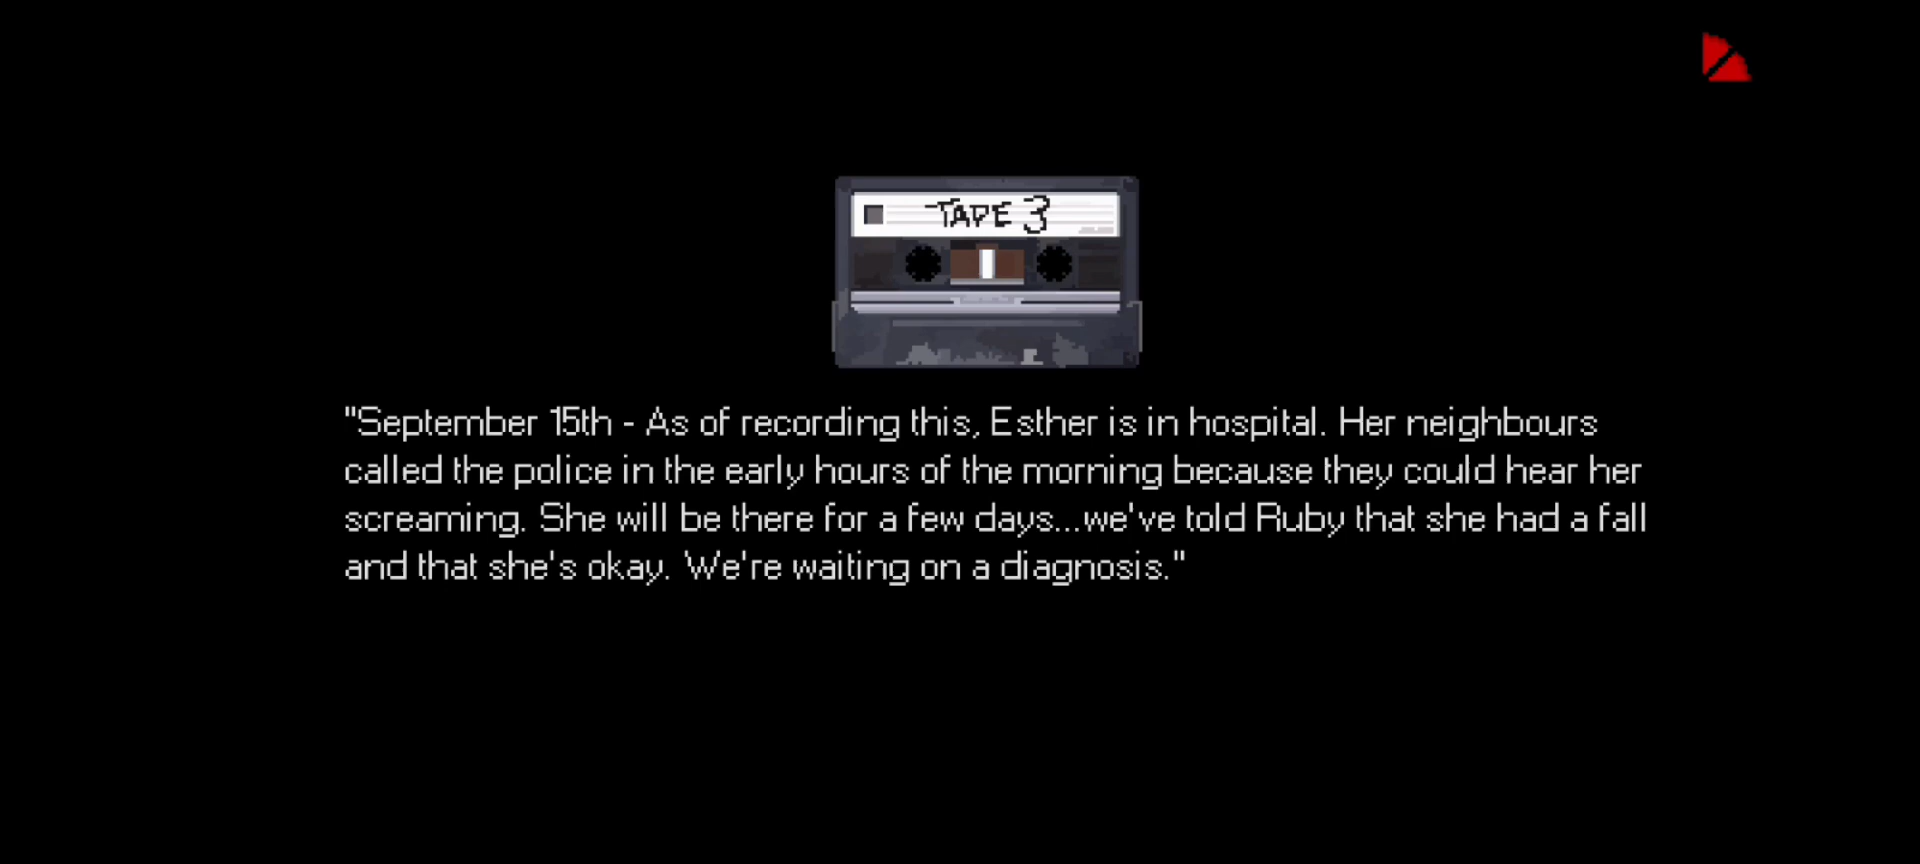 TAPE 3
"September 15th - As of recording this, Esther is in hospital. Her neighbours
called the police in the early hours of the morning because they could hear her
screaming. She will be there for a few days...we've told Ruby that she had a fall
and that she's okay. We're waiting on a diagnosis."